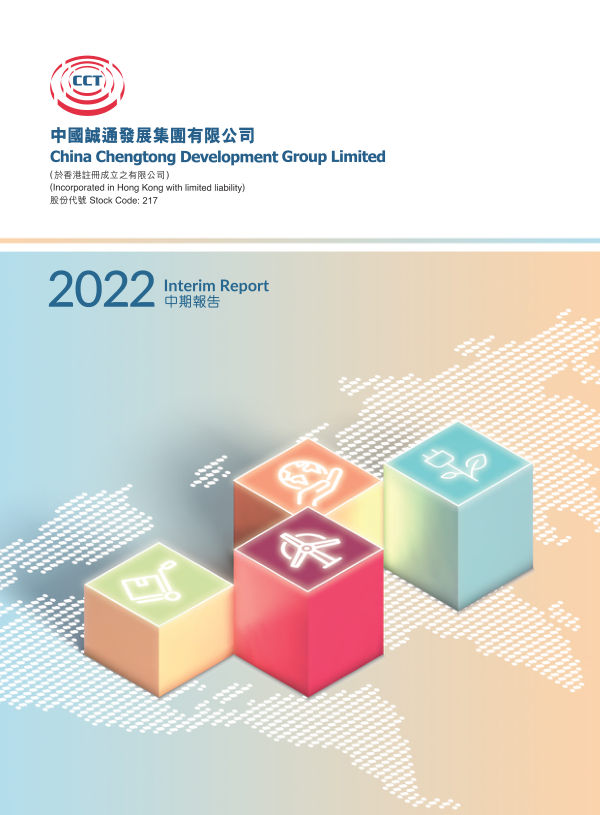 CCT
中國誠通發展集團有限公司
China Chengtong Development Group Limited
(於香港註冊成立之有限公司)
(Incorporated in Hong Kong with limited liability)
股份代號 Stock Code: 217
2022 Interim Report
中期報告